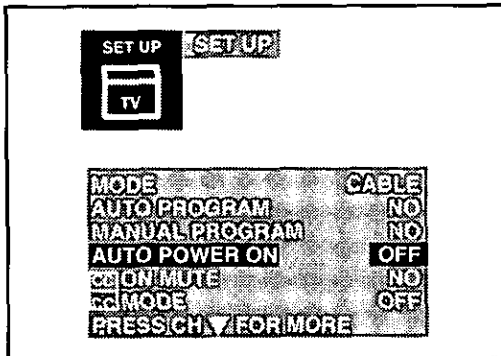 SET UP SET UP
TV
MODE CABLE
AUTO PROGRAM NO
MANUAL PROGRAM NO
AUTO POWER ON OFF
CC ON MUTE NO
CC MODE OFF
PRESS CH ▼ FOR MORE